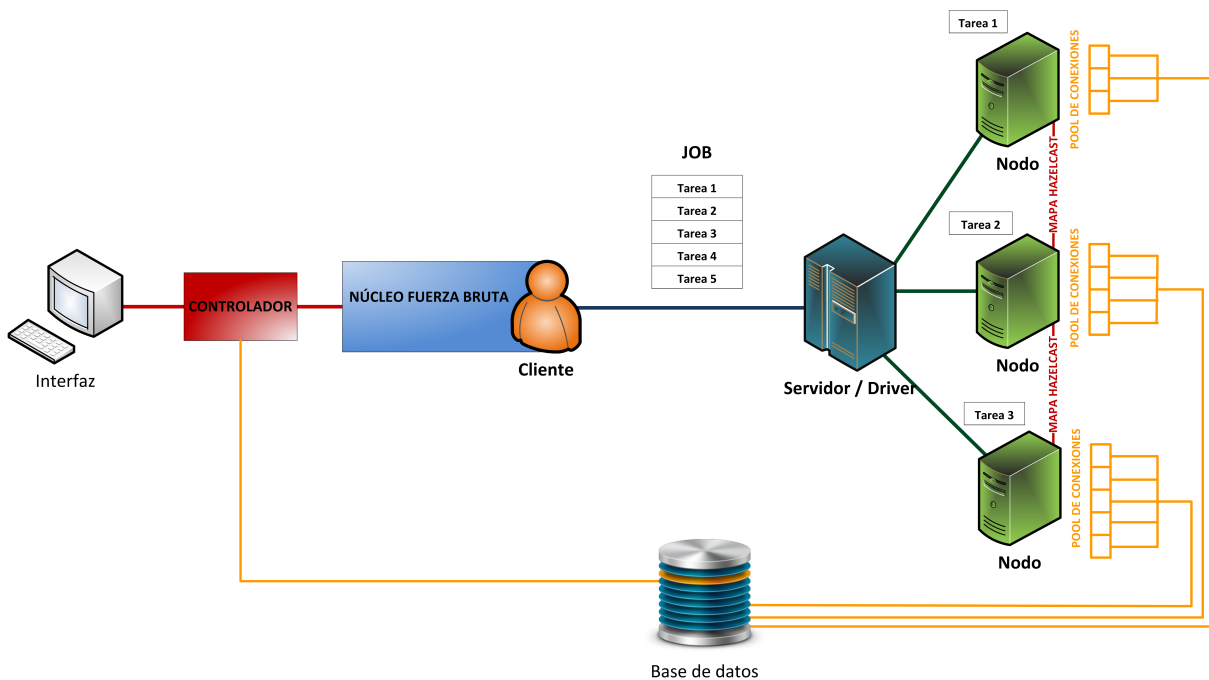 Tarea 1
POOL DE CONEXIONES
Nodo
MAPA HAZELCAST
JOB
Tarea 1
Tarea 2
Tarea 3
Tarea 4
Tarea 5
Tarea 2
POOL DE CONEXIONES
Nodo
MAPA HAZELCAST
CONTROLADOR
NÚCLEO FUERZA BRUTA
Cliente
Interfaz
Servidor / Driver
Tarea 3
POOL DE CONEXIONES
Nodo
Base de datos